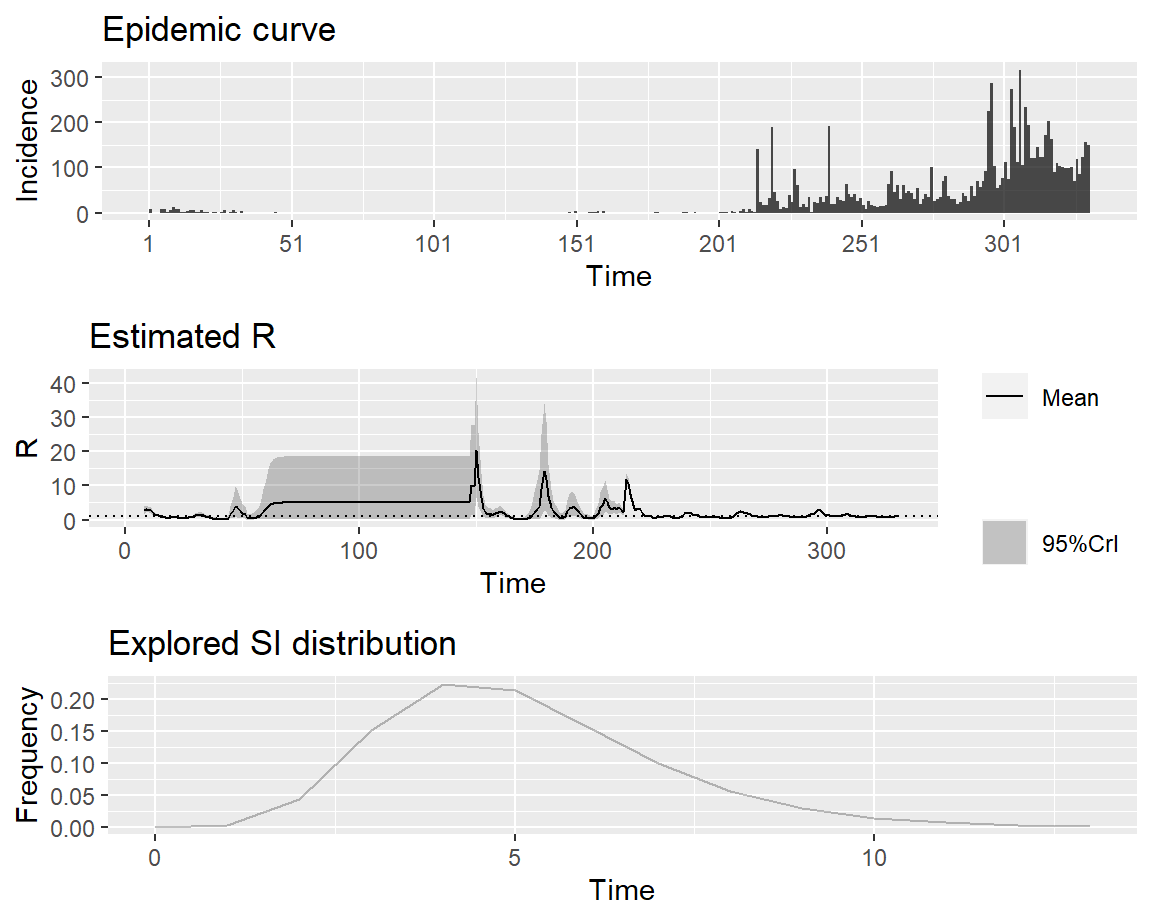 Epidemic curve
300
200
100
0
Incidence
1 51 101 151 201 251 301
Time
Estimated R
40
30
20
10
0
R
0 100 200 300
Time
Mean
95%CrI
Explored SI distribution
0.20
0.15
0.10
0.05
0.00
Frequency
0 5 10
Time